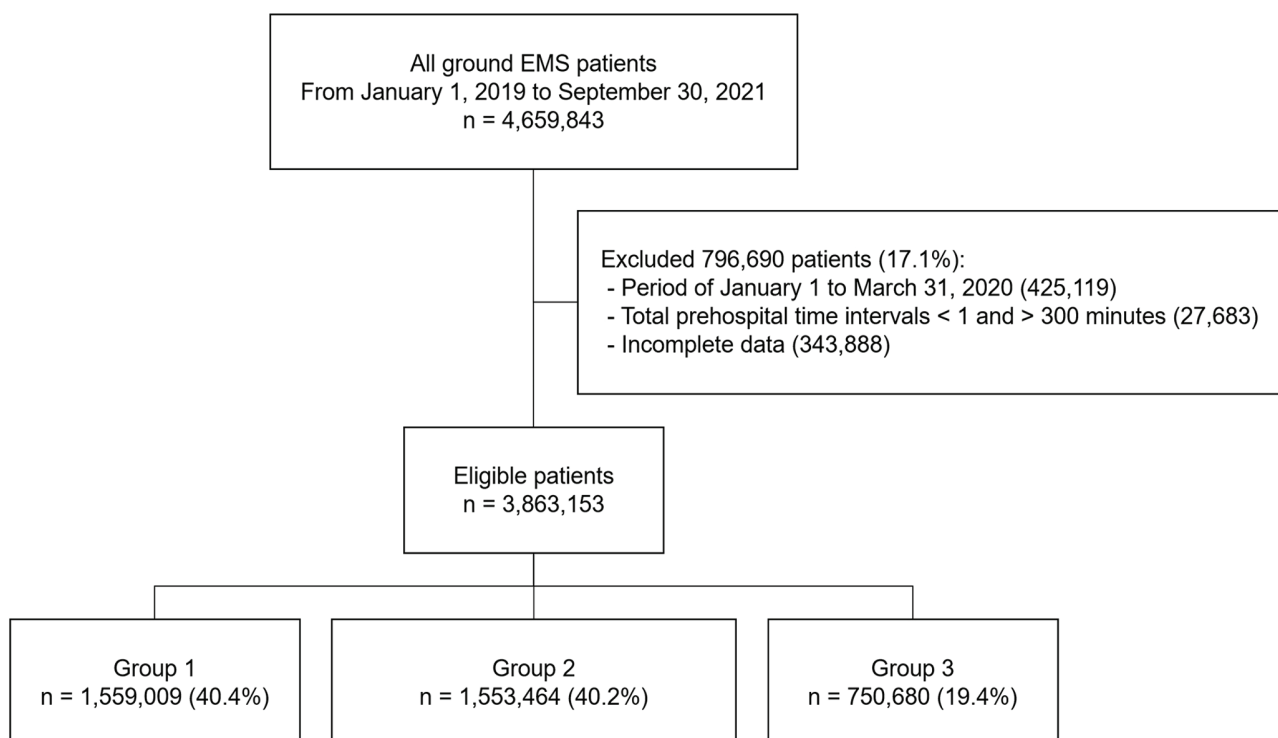 All ground EMS patients
From January 1, 2019 to September 30, 2021
n = 4,659,843
Excluded 796,690 patients (17.1%):
- Period of January 1 to March 31, 2020 (425,119)
- Total prehospital time intervals < 1 and > 300 minutes (27,683)
- Incomplete data (343,888)
Eligible patients
n = 3,863,153
Group 1
n = 1,559,009 (40.4%)
Group 2
n = 1,553,464 (40.2%)
Group 3
n = 750,680 (19.4%)